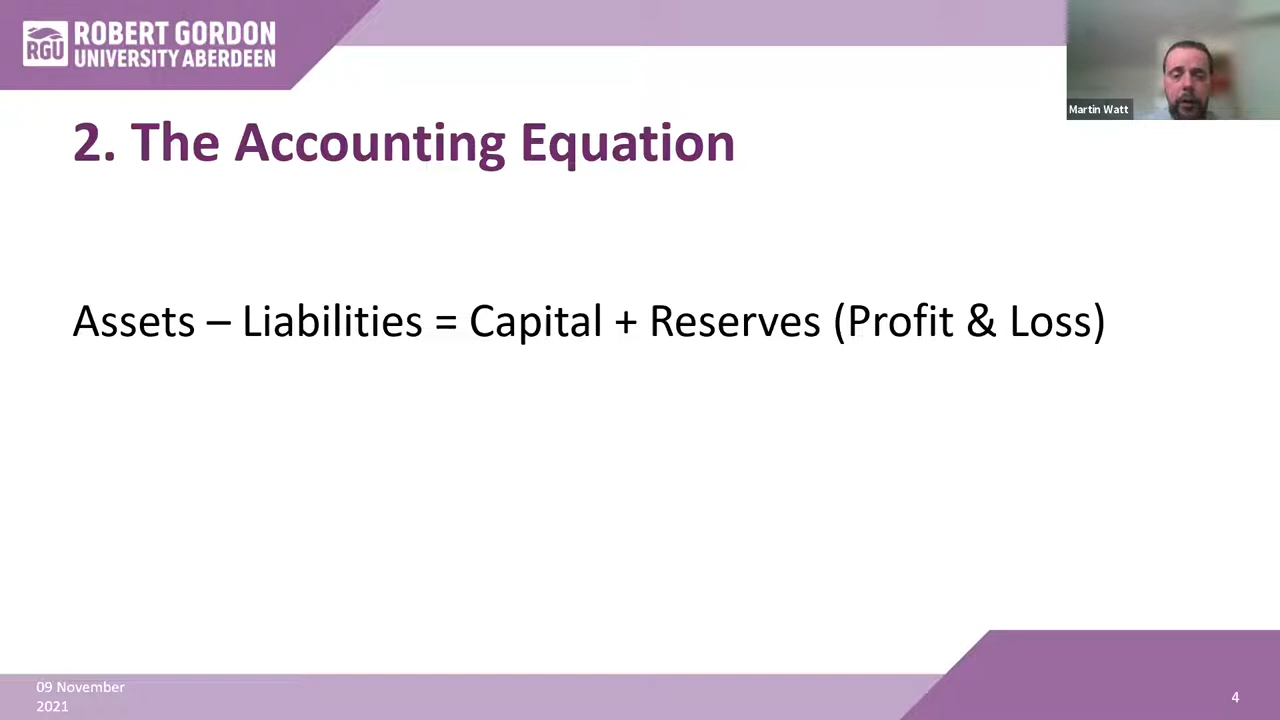 ROBERT GORDON
UNIVERSITY ABERDEEN
RGU
Martin Watt
2. The Accounting Equation
Assets – Liabilities = Capital + Reserves (Profit & Loss)
09 November
2021
4